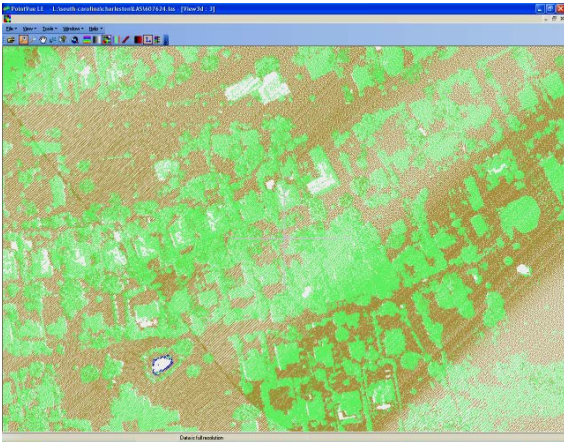 PointVue LE - L:\south-carolina\charleston\LAS\607624.las - [View3d : 3]
File View Tools Window Help
Data is full resolution